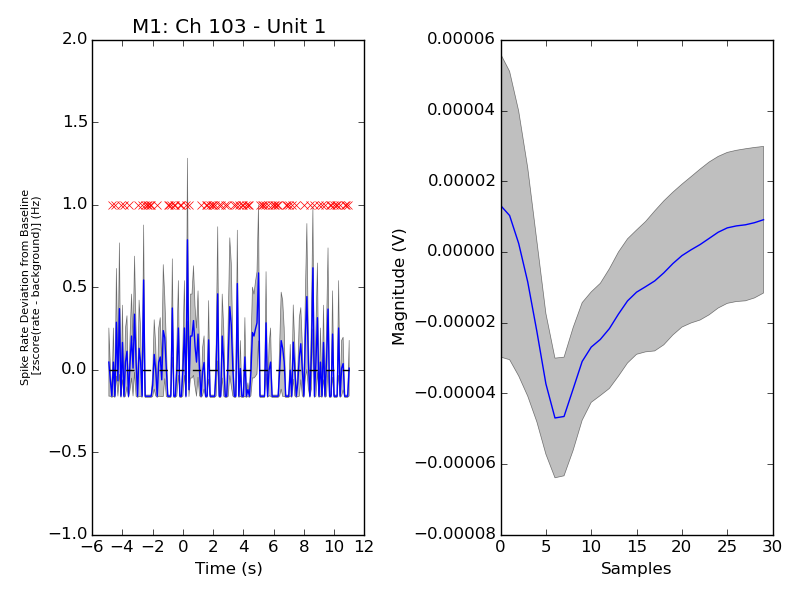 M1: Ch 103 - Unit 1
2.0
1.5
1.0
0.5
0.0
−0.5
−1.0
−6 −4 −2 0 2 4 6 8 10 12
Time (s)
Spike Rate Deviation from Baseline
[zscore(rate - background)] (Hz)
0.00006
0.00004
0.00002
0.00000
−0.00002
−0.00004
−0.00006
−0.00008
0 5 10 15 20 25 30
Samples
Magnitude (V)